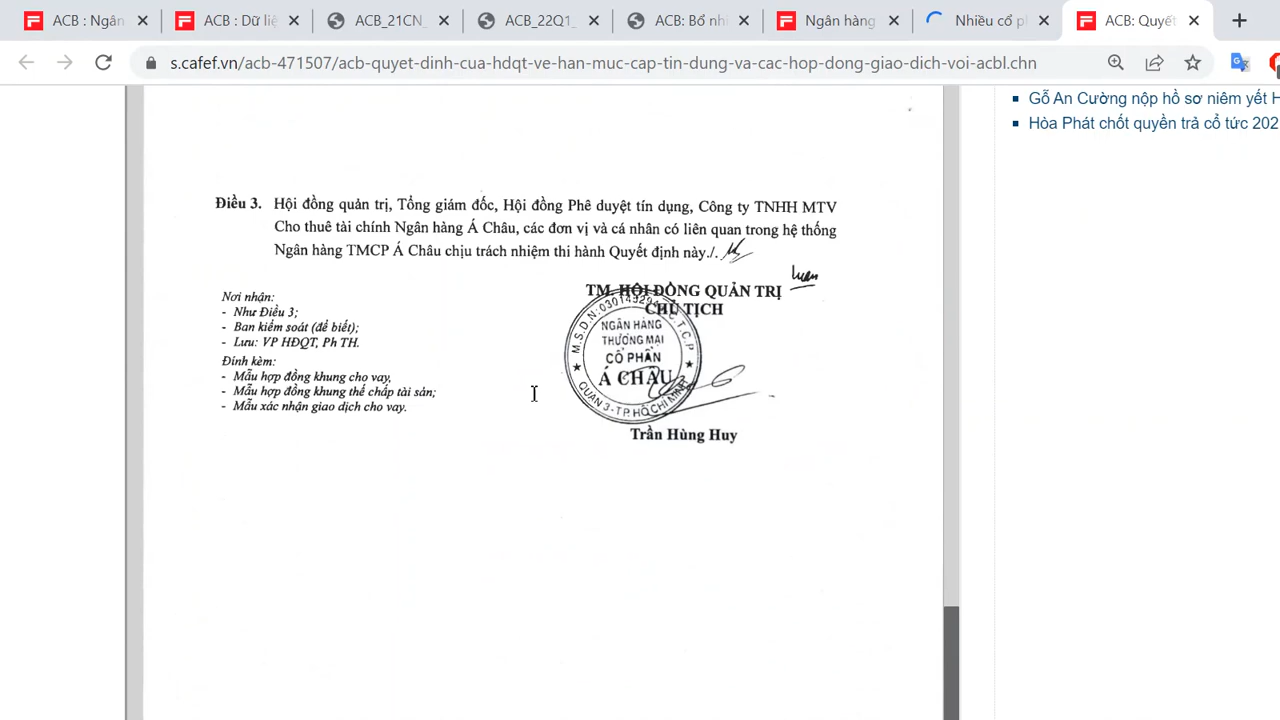 ACB : Ngân
ACB : Dữ liệ
ACB_21CN_
ACB_22Q1_
ACB: Bổ nh
Ngân hàng
Nhiều cổ p
ACB: Quyết
s.cafef.vn/acb-471507/acb-quyet-dinh-cua-hdqt-ve-han-muc-cap-tin-dung-va-cac-hop-dong-giao-dich-voi-acbl.chn
Gỗ An Cường nộp hồ sơ niêm yết H
Hòa Phát chốt quyền trả cổ tức 202
Điều 3. Hội đồng quản trị, Tổng giám đốc, Hội đồng Phê duyệt tín dụng, Công ty TNHH MTV
Cho thuê tài chính Ngân hàng Á Châu, các đơn vị và cá nhân có liên quan trong hệ thống
Ngân hàng TMCP Á Châu chịu trách nhiệm thi hành Quyết định này./.
TM. HỘI ĐỒNG QUẢN TRỊ
CHỦ TỊCH
Nơi nhận:
- Như Điều 3;
- Ban kiểm soát (để biết);
- Lưu: VP HĐQT, Ph TH.
Đính kèm:
- Mẫu hợp đồng khung cho vay,
- Mẫu hợp đồng khung thế chấp tài sản;
- Mẫu xác nhận giao dịch cho vay.
NGÂN HÀNG
THƯƠNG MẠI
CỔ PHẦN
Á CHÂU
QUẬN 3-TP.HỒ CHÍ MINH
Trần Hùng Huy